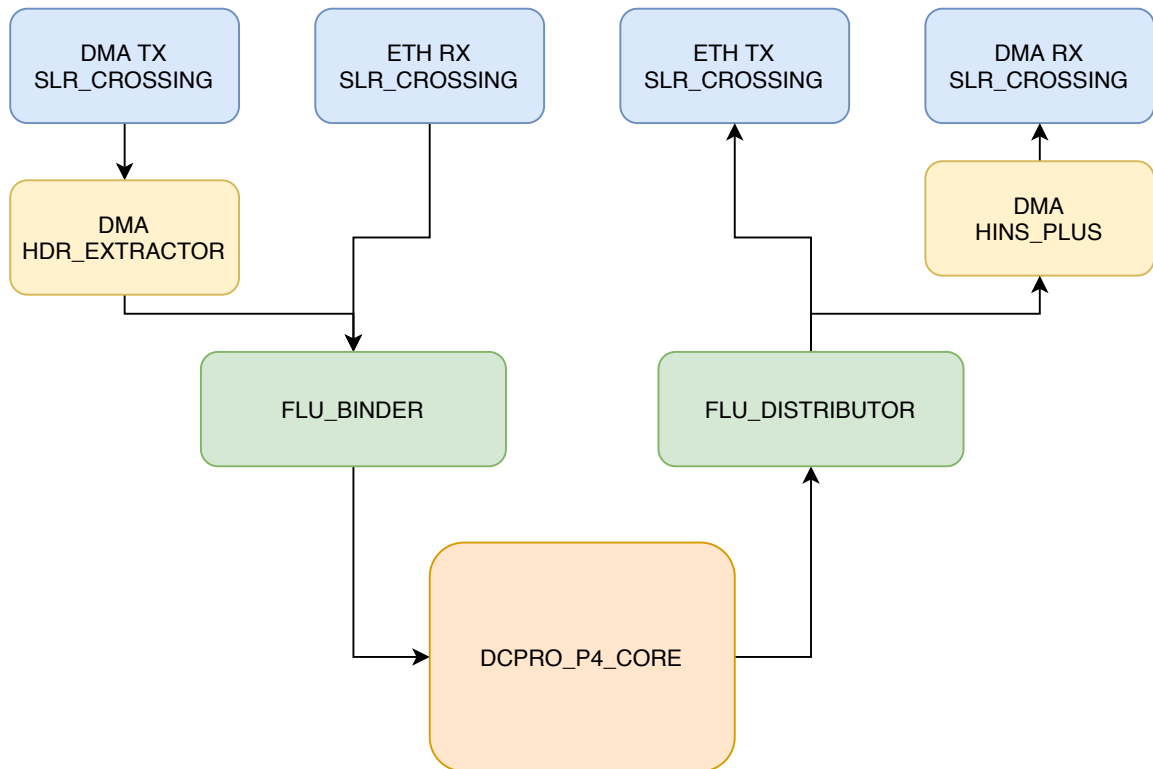 DMA TX
SLR_CROSSING
ETH RX
SLR_CROSSING
ETH TX
SLR_CROSSING
DMA RX
SLR_CROSSING
DMA
HDR_EXTRACTOR
DMA
HINS_PLUS
FLU_BINDER
FLU_DISTRIBUTOR
DCPRO_P4_CORE